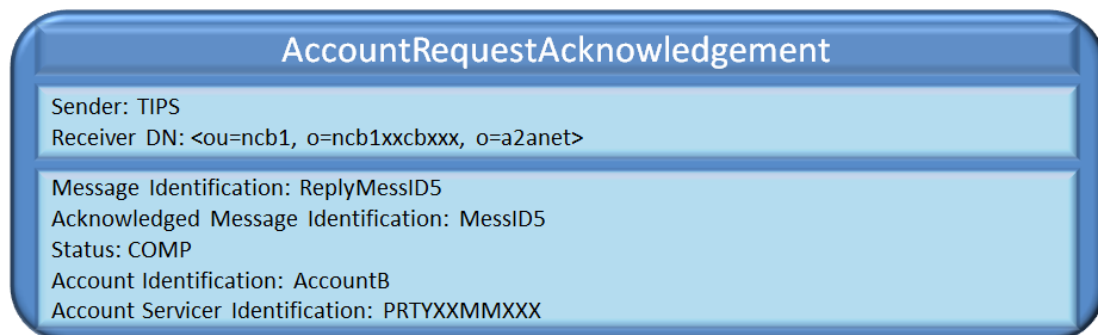 AccountRequestAcknowledgement
Sender: TIPS
Receiver DN: <ou=ncb1, o=ncb1xxcbxxx, o=a2anet>
Message Identification: ReplyMessID5
Acknowledged Message Identification: MessID5
Status: COMP
Account Identification: AccountB
Account Servicer Identification: PRTYXXMMXXX